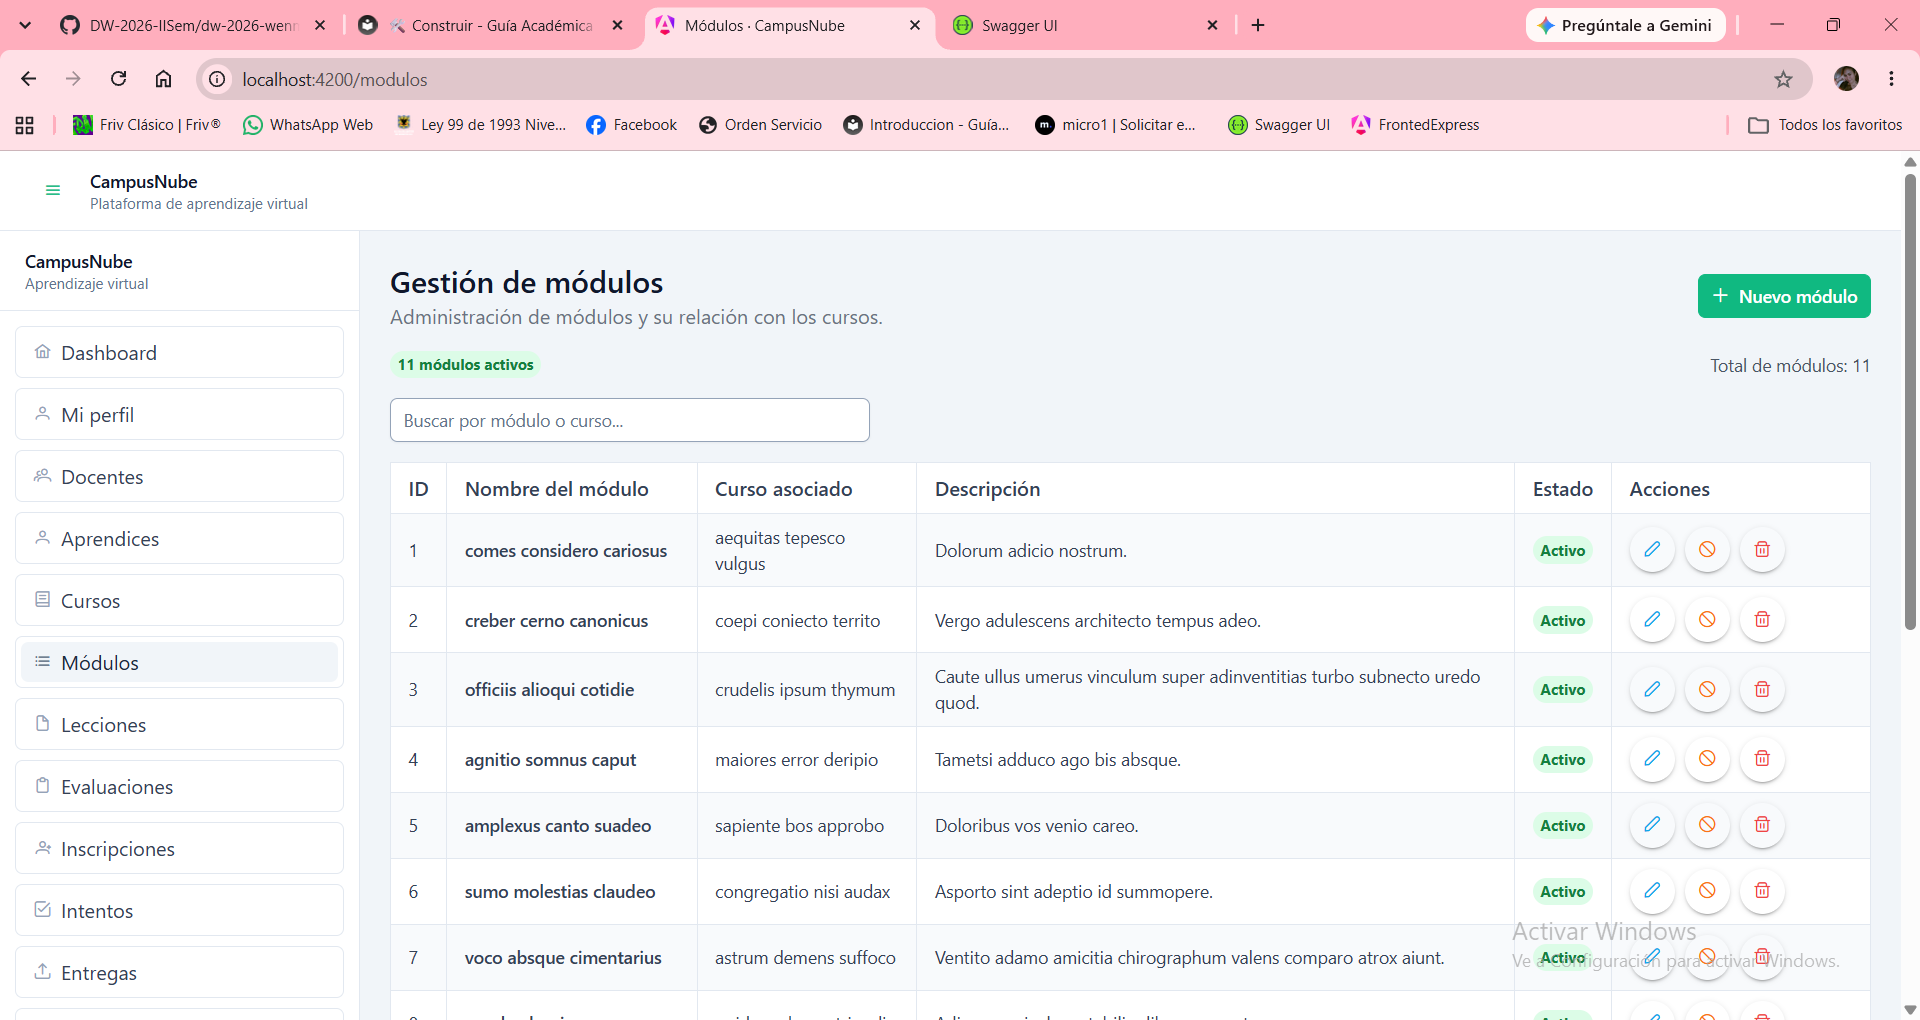 DW-2026-IISem/dw-2026-wenn
Construir - Guía Académica
Módulos · CampusNube
Swagger UI
Pregúntale a Gemini
localhost:4200/modulos
Friv Clásico | Friv®
WhatsApp Web
Ley 99 de 1993 Nive...
Facebook
Orden Servicio
Introduccion - Guía...
m.
micro1 | Solicitar e...
Swagger UI
FrontedExpress
Todos los favoritos
CampusNube
Plataforma de aprendizaje virtual
CampusNube
Aprendizaje virtual
Dashboard
Mi perfil
Docentes
Aprendices
Cursos
Módulos
Lecciones
Evaluaciones
Inscripciones
Intentos
Entregas
Gestión de módulos
Administración de módulos y su relación con los cursos.
+ Nuevo módulo
11 módulos activos
Total de módulos: 11
Buscar por módulo o curso...
ID Nombre del módulo Curso asociado Descripción Estado Acciones
1 comes considero cariosus aequitas tepesco vulgus Dolorum adicio nostrum. Activo
2 creber cerno canonicus coepi coniecto territo Vergo adulescens architecto tempus adeo. Activo
3 officiis alioqui cotidie crudelis ipsum thymum Caute ullus umerus vinculum super adinventitias turbo subnecto uredo quod. Activo
4 agnitio somnus caput maiores error deripio Tametsi adduco ago bis absque. Activo
5 amplexus canto suadeo sapiente bos approbo Doloribus vos venio careo. Activo
6 sumo molestias claudeo congregatio nisi audax Asporto sint adeptio id summopere. Activo
7 voco absque cimentarius astrum demens suffoco Ventito adamo amicitia chirographum valens comparo atrox aiunt. Activo
Activar Windows
Ve a Configuración para activar Windows.